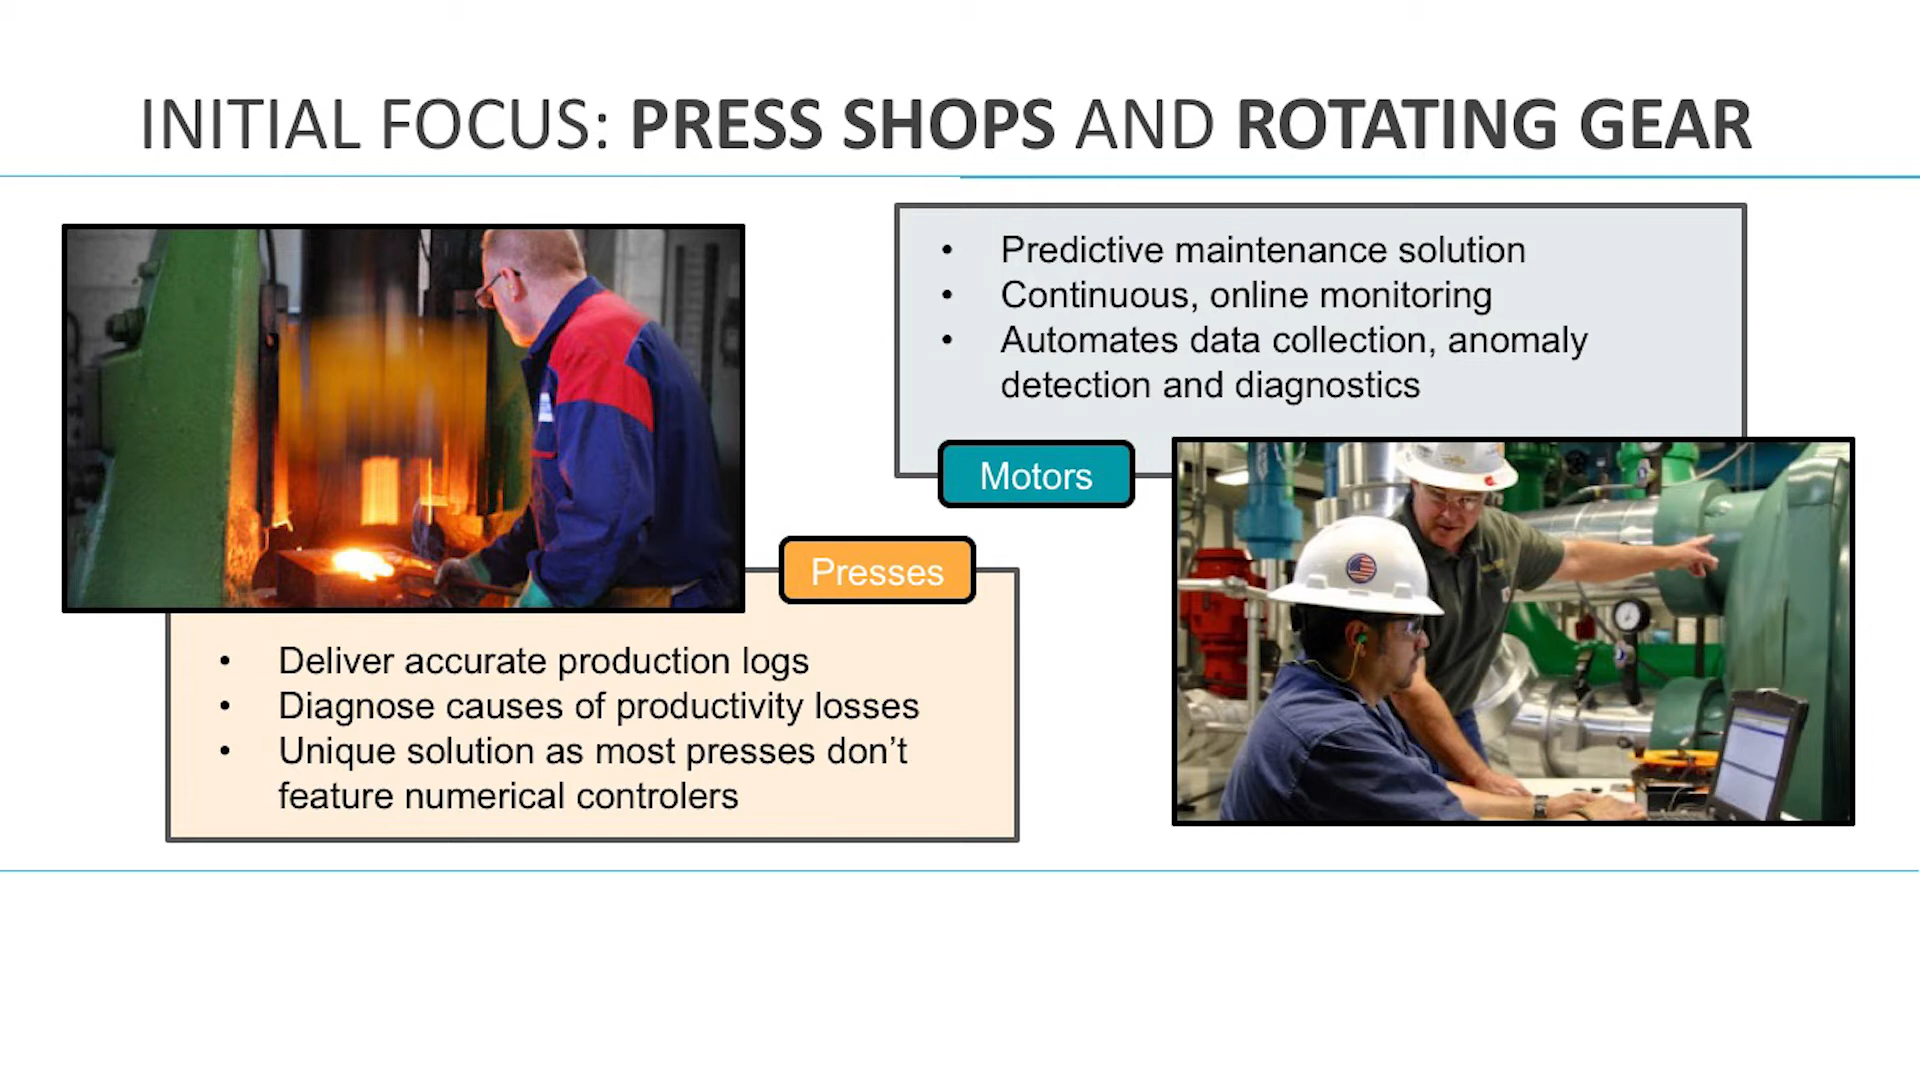 INITIAL FOCUS: PRESS SHOPS AND ROTATING GEAR
• Predictive maintenance solution
• Continuous, online monitoring
• Automates data collection, anomaly
detection and diagnostics
Motors
Presses
• Deliver accurate production logs
• Diagnose causes of productivity losses
• Unique solution as most presses don’t
feature numerical controlers